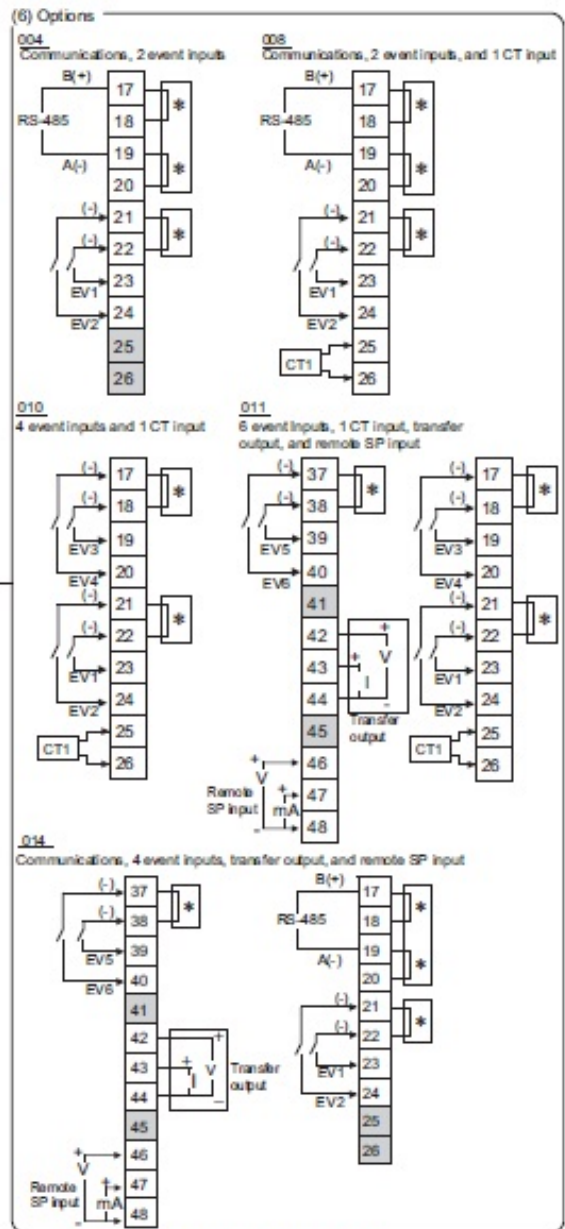 (6) Options
004
Communications, 2 event inputs
B(+)
RS-485
A(-)
17
18
19
20
21
22
23
24
25
26
*
*
*
(-)
(-)
EV1
EV2
008
Communications, 2 event inputs, and 1 CT input
B(+)
RS-485
A(-)
17
18
19
20
21
22
23
24
25
26
*
*
*
(-)
(-)
EV1
EV2
CT1
010
4 event inputs and 1 CT input
(-)
(-)
EV3
EV4
(-)
(-)
EV1
EV2
CT1
17
18
19
20
21
22
23
24
25
26
*
*
011
6 event inputs, 1 CT input, transfer
output, and remote SP input
(-)
(-)
EV5
EV6
37
38
39
40
41
42
43
44
45
46
47
48
*
+
+
V
I
-
Transfer
output
+
V
+
Remote
SP input
mA
-
(-)
(-)
EV3
EV4
(-)
(-)
EV1
EV2
CT1
17
18
19
20
21
22
23
24
25
26
*
*
014
Communications, 4 event inputs, transfer output, and remote SP input
(-)
(-)
EV5
EV6
37
38
39
40
41
42
43
44
45
46
47
48
*
+
+
V
I
–
Transfer
output
+
V
+
Remote
SP input
mA
-
B(+)
RS-485
A(-)
17
18
19
20
21
22
23
24
25
26
*
*
*
(-)
(-)
EV1
EV2